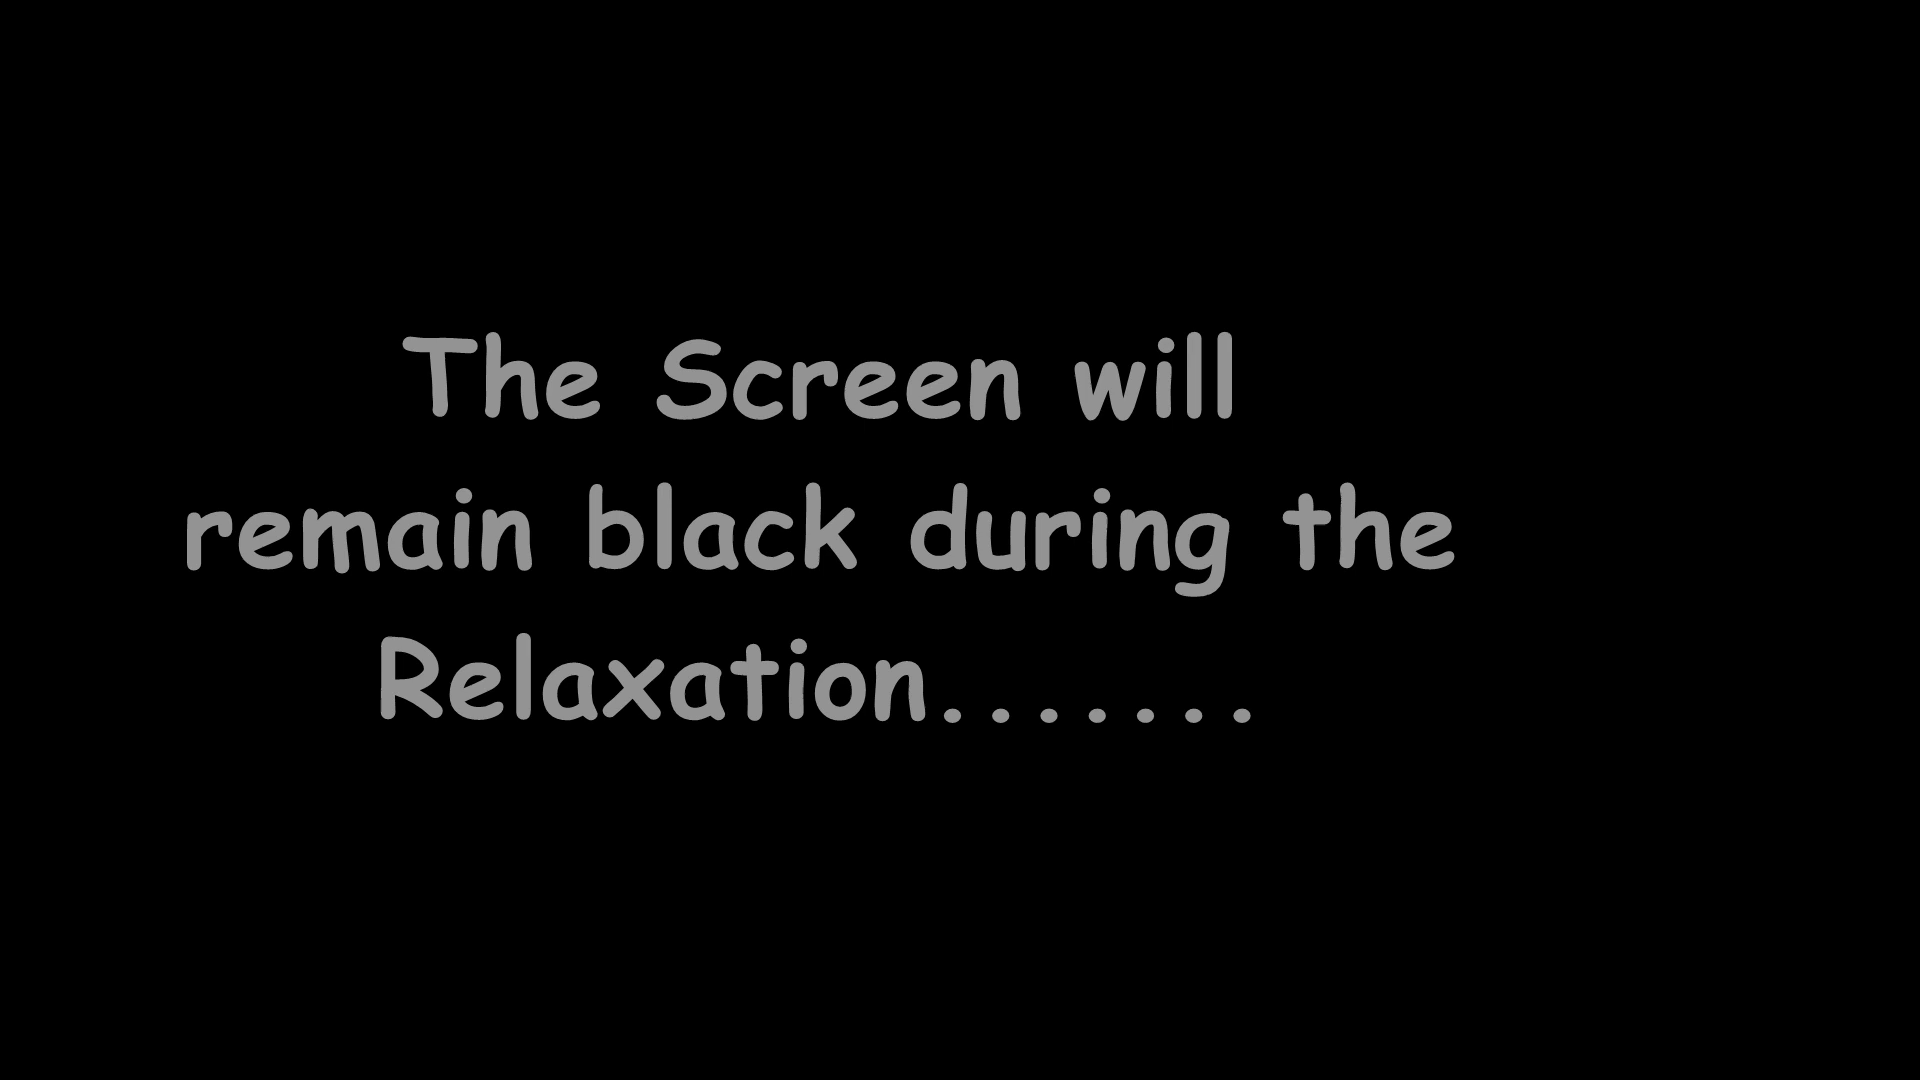 The Screen will
remain black during the
Relaxation.......